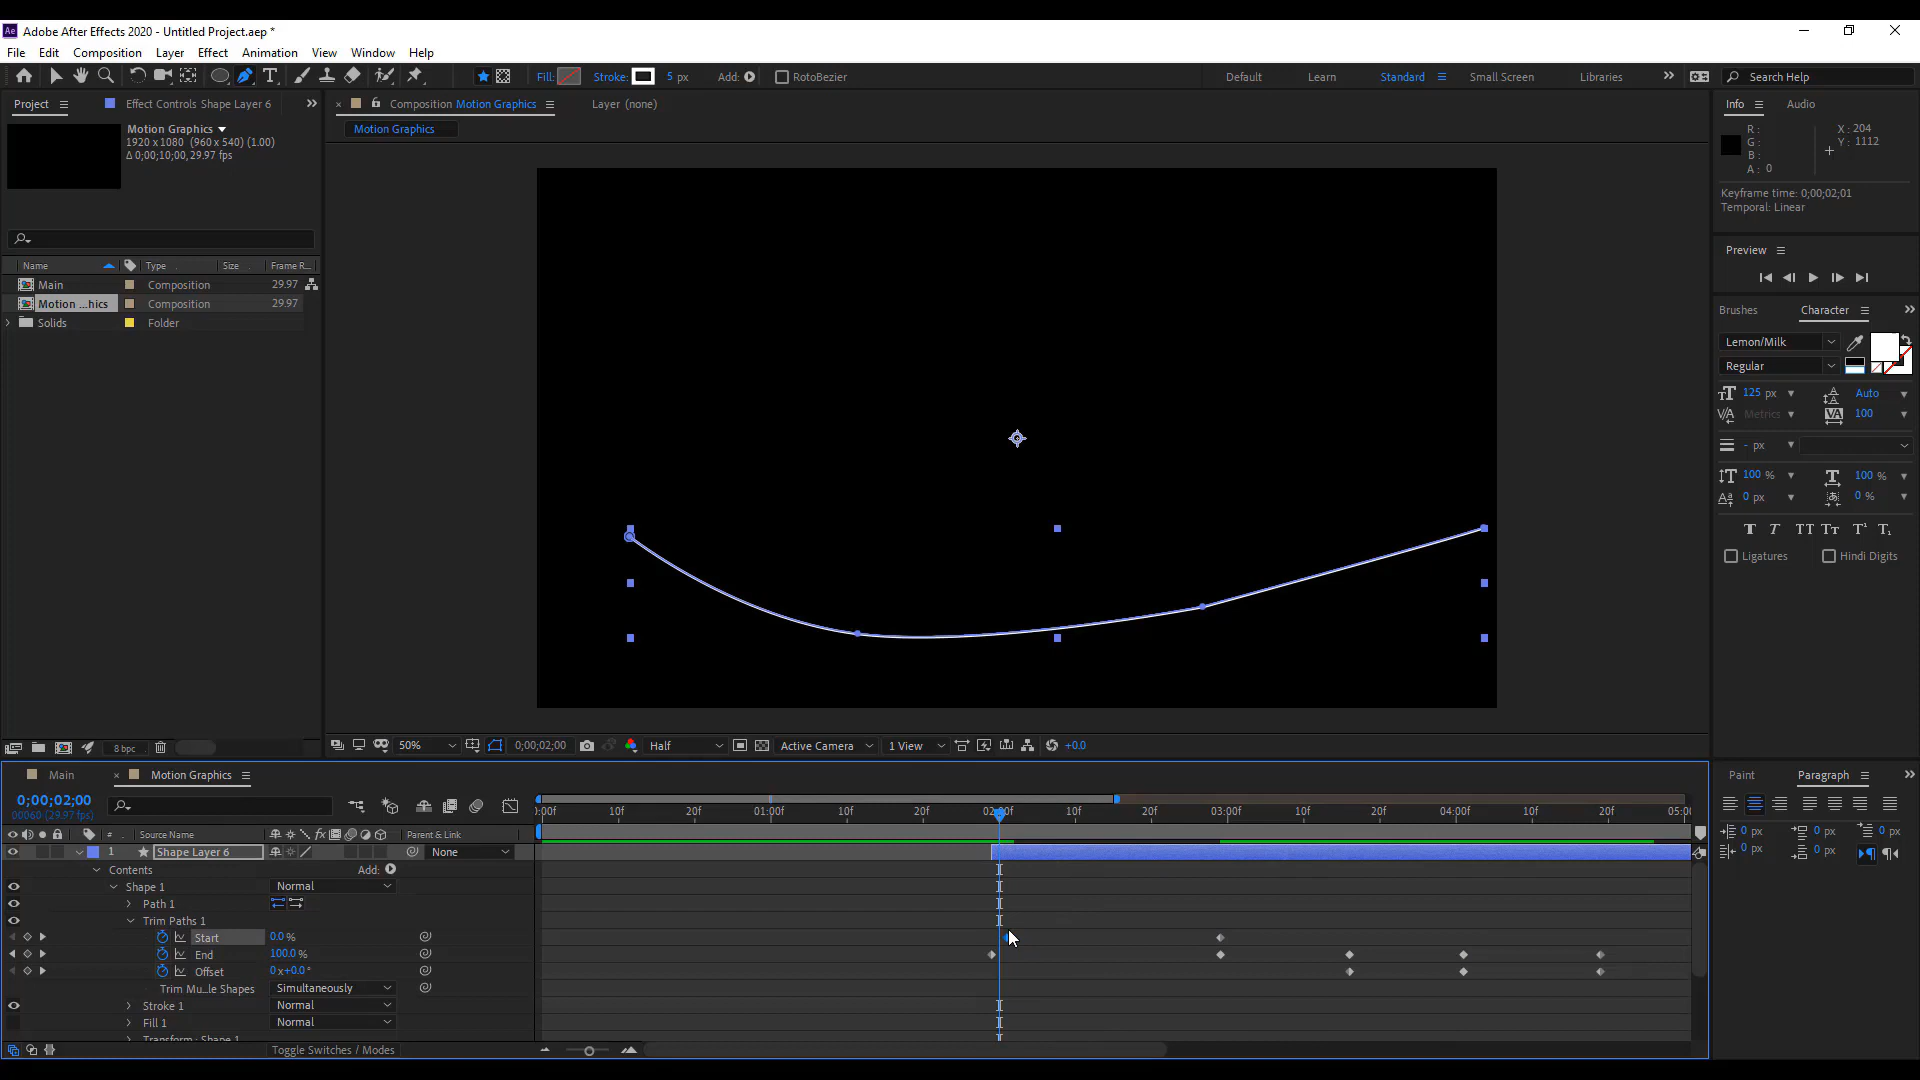 Ae Adobe After Effects 2020 - Untitled Project.aep *
File Edit Composition Layer Effect Animation View Window Help
Fill: Stroke: 5 px Add: RotoBezier Default Learn Standard Small Screen Libraries Search Help
Project Effect Controls Shape Layer 6
Composition Motion Graphics Layer (none)
Motion Graphics
Motion Graphics
1920 x 1080 (960 x 540) (1.00)
Δ 0;00;10;00, 29.97 fps
Name Type Size Frame R...
Main Composition 29.97
Motion ...hics Composition 29.97
Solids Folder
8 bpc
50% 0;00;02;00 Half Active Camera 1 View +0.0
Info Audio
R: X: 204
G: Y: 1112
B:
A: 0
Keyframe time: 0;00;02;01
Temporal: Linear
Preview
Brushes Character
Lemon/Milk
Regular
125 px Auto
Metrics 100
- px
100 % 100 %
0 px 0 %
T T TT Tr T¹ T₁
Ligatures Hindi Digits
Paint Paragraph
0 px 0 px 0 px
0 px 0 px
Main Motion Graphics
0;00;02;00
00060 (29.97 fps)
:00f 10f 20f 01:00f 10f 20f 02:00f 10f 20f 03:00f 10f 20f 04:00f 10f 20f 05:00
# Source Name Parent & Link
1 Shape Layer 6 None
Contents Add:
Shape 1 Normal
Path 1
Trim Paths 1
Start 0.0 %
End 100.0 %
Offset 0 x +0.0 °
Trim Mu...le Shapes Simultaneously
Stroke 1 Normal
Fill 1 Normal
Transform : Shape 1
Toggle Switches / Modes